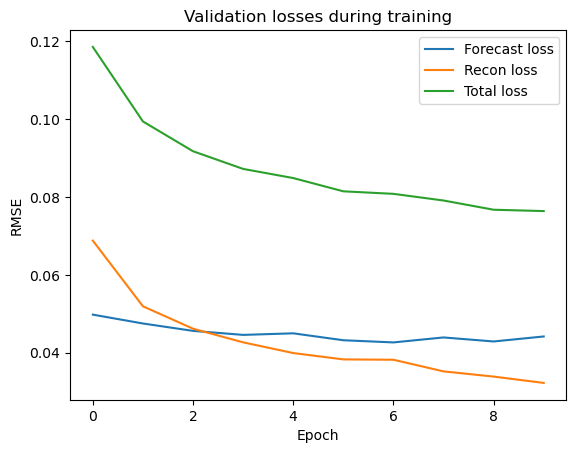 Validation losses during training
0.12
0.10
0.08
0.06
0.04
RMSE
Forecast loss
Recon loss
Total loss
0 2 4 6 8
Epoch